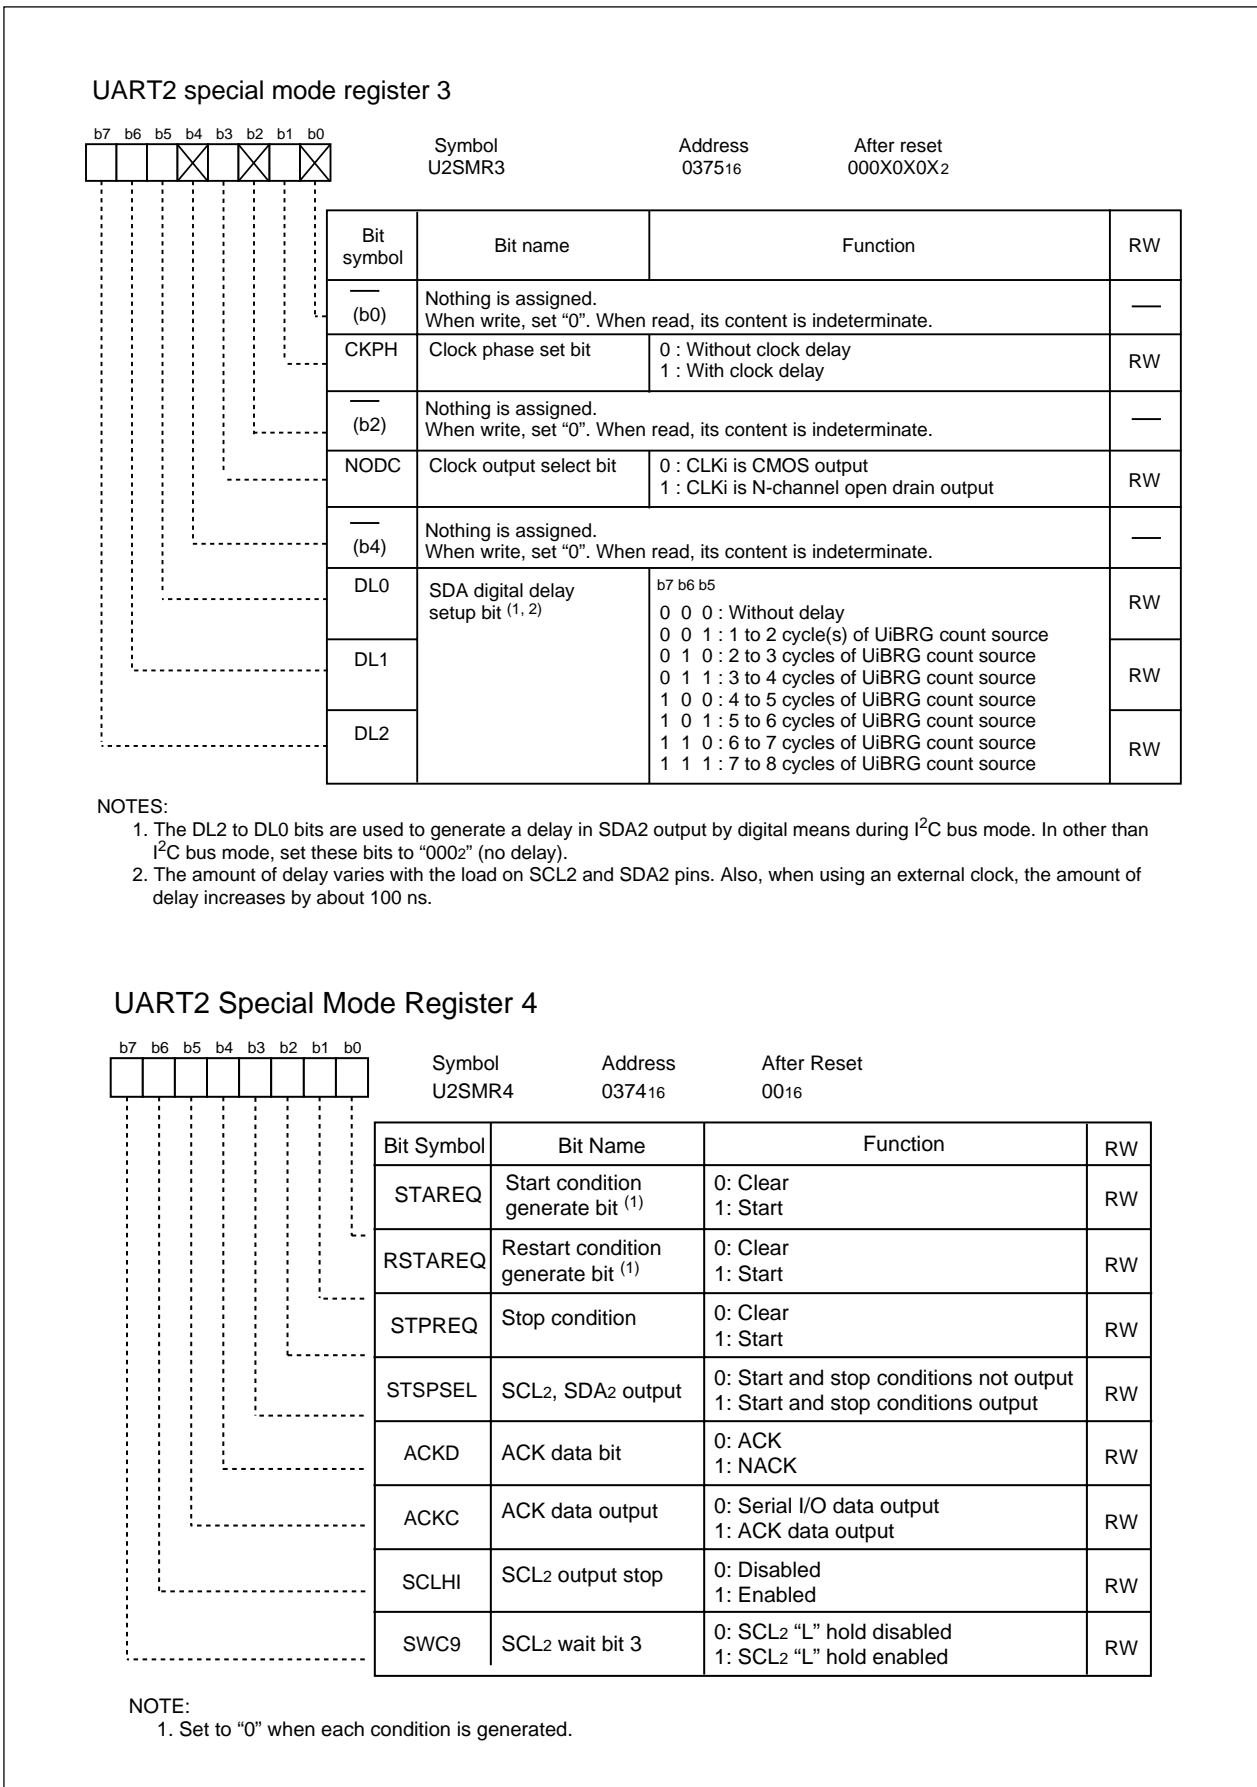 UART2 special mode register 3
b7 b6 b5 b4 b3 b2 b1 b0
Symbol Address After reset
U2SMR3 037516 000X0X0X2
Bit symbol Bit name Function RW
(b0) Nothing is assigned. —
When write, set “0”. When read, its content is indeterminate.
CKPH Clock phase set bit 0 : Without clock delay RW
1 : With clock delay
(b2) Nothing is assigned. —
When write, set “0”. When read, its content is indeterminate.
NODC Clock output select bit 0 : CLKi is CMOS output RW
1 : CLKi is N-channel open drain output
(b4) Nothing is assigned. —
When write, set “0”. When read, its content is indeterminate.
DL0 SDA digital delay setup bit (1, 2) b7 b6 b5 RW
0 0 0 : Without delay
0 0 1 : 1 to 2 cycle(s) of UiBRG count source
0 1 0 : 2 to 3 cycles of UiBRG count source
DL1 0 1 1 : 3 to 4 cycles of UiBRG count source RW
1 0 0 : 4 to 5 cycles of UiBRG count source
1 0 1 : 5 to 6 cycles of UiBRG count source
DL2 1 1 0 : 6 to 7 cycles of UiBRG count source RW
1 1 1 : 7 to 8 cycles of UiBRG count source
NOTES:
1. The DL2 to DL0 bits are used to generate a delay in SDA2 output by digital means during I2C bus mode. In other than
I2C bus mode, set these bits to “0002” (no delay).
2. The amount of delay varies with the load on SCL2 and SDA2 pins. Also, when using an external clock, the amount of
delay increases by about 100 ns.
UART2 Special Mode Register 4
b7 b6 b5 b4 b3 b2 b1 b0
Symbol Address After Reset
U2SMR4 037416 0016
Bit Symbol Bit Name Function RW
STAREQ Start condition generate bit (1) 0: Clear RW
1: Start
RSTAREQ Restart condition generate bit (1) 0: Clear RW
1: Start
STPREQ Stop condition 0: Clear RW
1: Start
STSPSEL SCL2, SDA2 output 0: Start and stop conditions not output RW
1: Start and stop conditions output
ACKD ACK data bit 0: ACK RW
1: NACK
ACKC ACK data output 0: Serial I/O data output RW
1: ACK data output
SCLHI SCL2 output stop 0: Disabled RW
1: Enabled
SWC9 SCL2 wait bit 3 0: SCL2 “L” hold disabled RW
1: SCL2 “L” hold enabled
NOTE:
1. Set to “0” when each condition is generated.